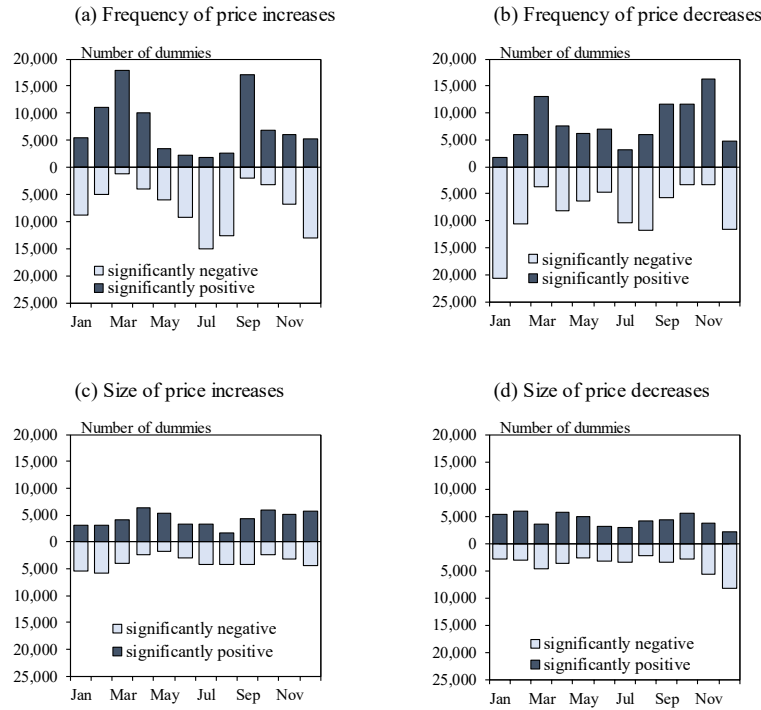 (a) Frequency of price increases
Number of dummies
20,000
15,000
10,000
5,000
0
5,000
10,000
15,000
20,000
25,000
significantly negative
significantly positive
Jan Mar May Jul Sep Nov
(b) Frequency of price decreases
Number of dummies
20,000
15,000
10,000
5,000
0
5,000
10,000
15,000
20,000
25,000
significantly negative
significantly positive
Jan Mar May Jul Sep Nov
(c) Size of price increases
Number of dummies
20,000
15,000
10,000
5,000
0
5,000
10,000
15,000
20,000
25,000
significantly negative
significantly positive
Jan Mar May Jul Sep Nov
(d) Size of price decreases
Number of dummies
20,000
15,000
10,000
5,000
0
5,000
10,000
15,000
20,000
25,000
significantly negative
significantly positive
Jan Mar May Jul Sep Nov